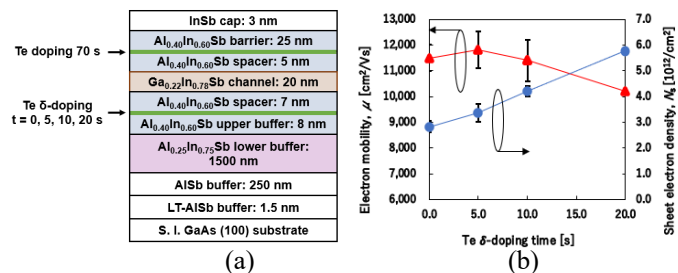 InSb cap: 3 nm
Te doping 70 s
Al0.40In0.60Sb barrier: 25 nm
Al0.40In0.60Sb spacer: 5 nm
Ga0.22In0.78Sb channel: 20 nm
Te δ-doping
t = 0, 5, 10, 20 s
Al0.40In0.60Sb spacer: 7 nm
Al0.40In0.60Sb upper buffer: 8 nm
Al0.25In0.75Sb lower buffer:
1500 nm
AlSb buffer: 250 nm
LT-AlSb buffer: 1.5 nm
S. I. GaAs (100) substrate
(a)
Electron mobility, μ [cm2/Vs]
13,000
12,000
11,000
10,000
9,000
8,000
7,000
6,000
0.0
5.0
10.0
15.0
20.0
Te δ-doping time [s]
7.0
6.0
5.0
4.0
3.0
2.0
1.0
0.0
Sheet electron density, Ns [1012/cm2]
(b)